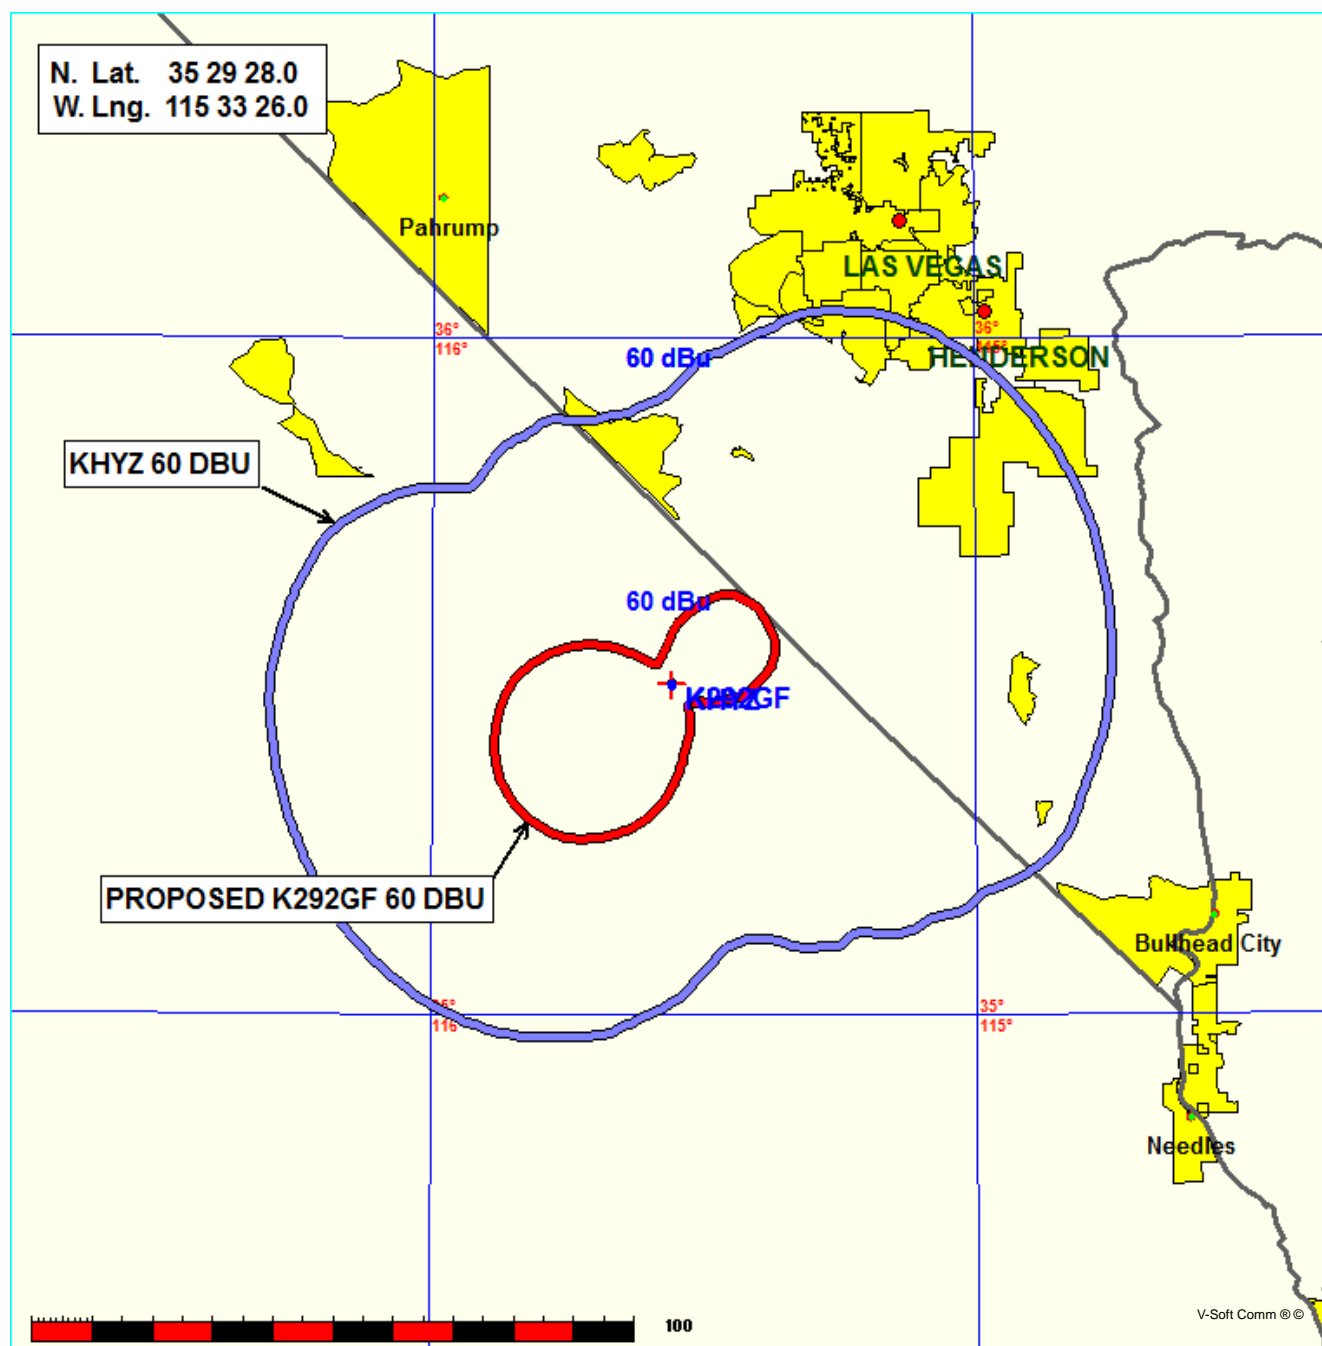 N. Lat. 35 29 28.0
W. Lng. 115 33 26.0
Pahrump
LAS VEGAS
36°
116°
36°
115°
60 dBu
HENDERSON
KHYZ 60 DBU
60 dBu
K292GF
KHYZ
PROPOSED K292GF 60 DBU
Bullhead City
35°
116°
35°
115°
Needles
100
V-Soft Comm ® ©